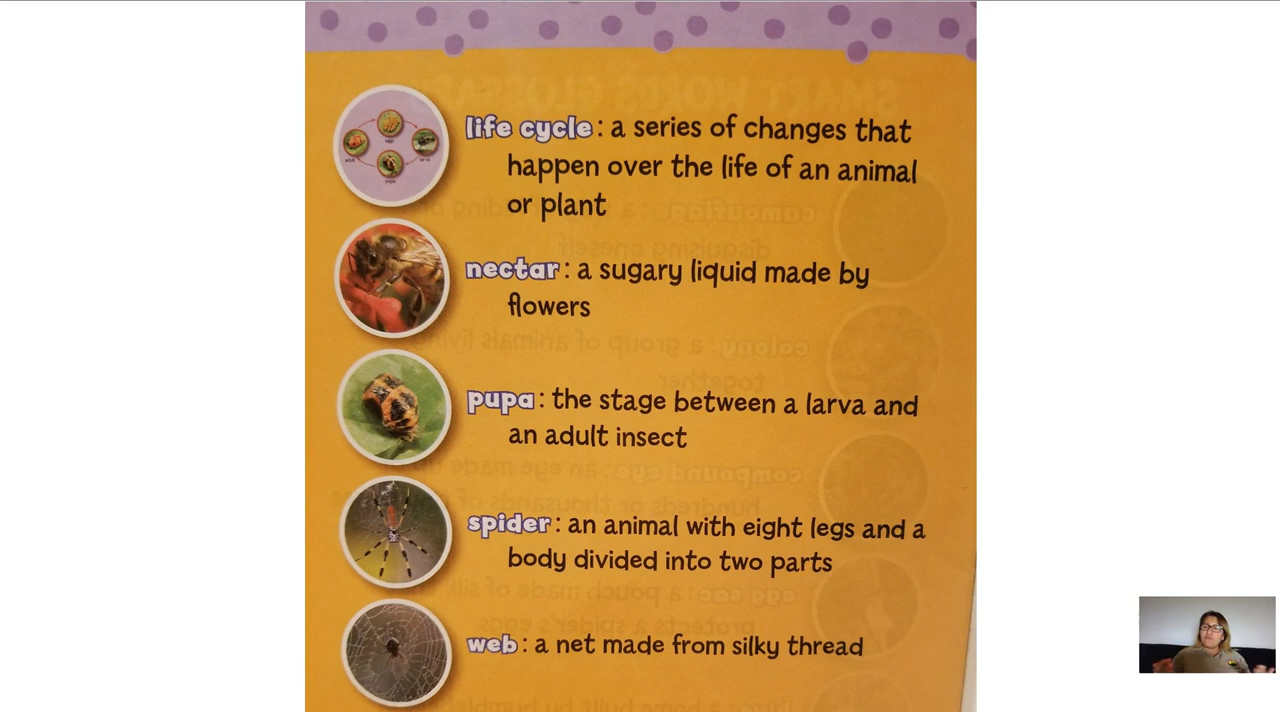 life cycle : a series of changes that
happen over the life of an animal
or plant
nectar : a sugary liquid made by
flowers
pupa : the stage between a larva and
an adult insect
spider : an animal with eight legs and a
body divided into two parts
web : a net made from silky thread